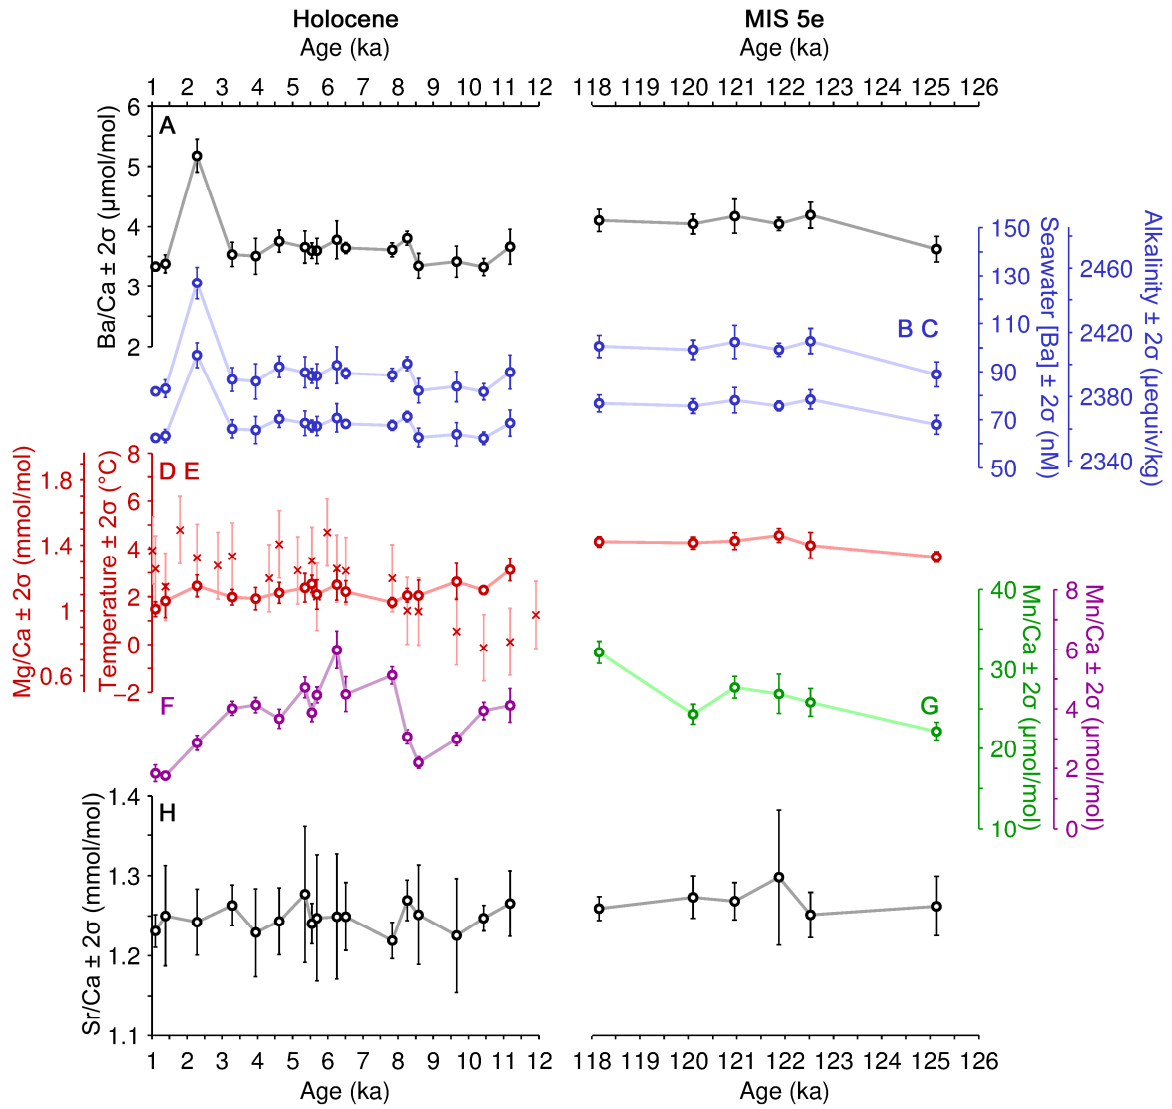 Holocene
MIS 5e
Age (ka)
Age (ka)
1 2 3 4 5 6 7 8 9 10 11 12
118 119 120 121 122 123 124 125 126
A
Ba/Ca ± 2σ (μmol/mol)
6
5
4
3
2
B C
Seawater [Ba] ± 2σ (nM)
150
130
110
90
70
50
Alkalinity ± 2σ (μequiv/kg)
2460
2420
2380
2340
D E
Mg/Ca ± 2σ (mmol/mol)
1.8
1.4
1
0.6
Temperature ± 2σ (°C)
8
6
4
2
0
−2
F
G
Mn/Ca ± 2σ (μmol/mol)
40
30
20
10
Mn/Ca ± 2σ (μmol/mol)
8
6
4
2
0
H
Sr/Ca ± 2σ (mmol/mol)
1.4
1.3
1.2
1.1
1 2 3 4 5 6 7 8 9 10 11 12
118 119 120 121 122 123 124 125 126
Age (ka)
Age (ka)